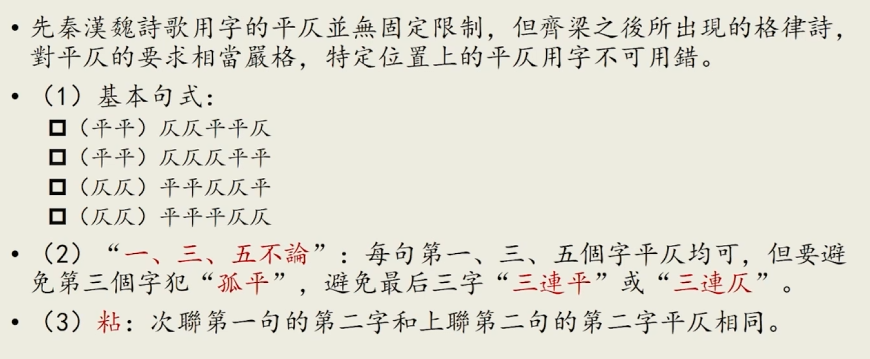 • 先秦漢魏詩歌用字的平仄並無固定限制，但齊梁之後所出現的格律詩，
對平仄的要求相當嚴格，特定位置上的平仄用字不可用錯。
• （1）基本句式：
（平平）仄仄平平仄
（平平）仄仄仄平平
（仄仄）平平仄仄平
（仄仄）平平平仄仄
• （2）“一、三、五不論”：每句第一、三、五個字平仄均可，但要避
免第三個字犯“孤平”，避免最后三字“三連平”或“三連仄”。
• （3）粘：次聯第一句的第二字和上聯第二句的第二字平仄相同。